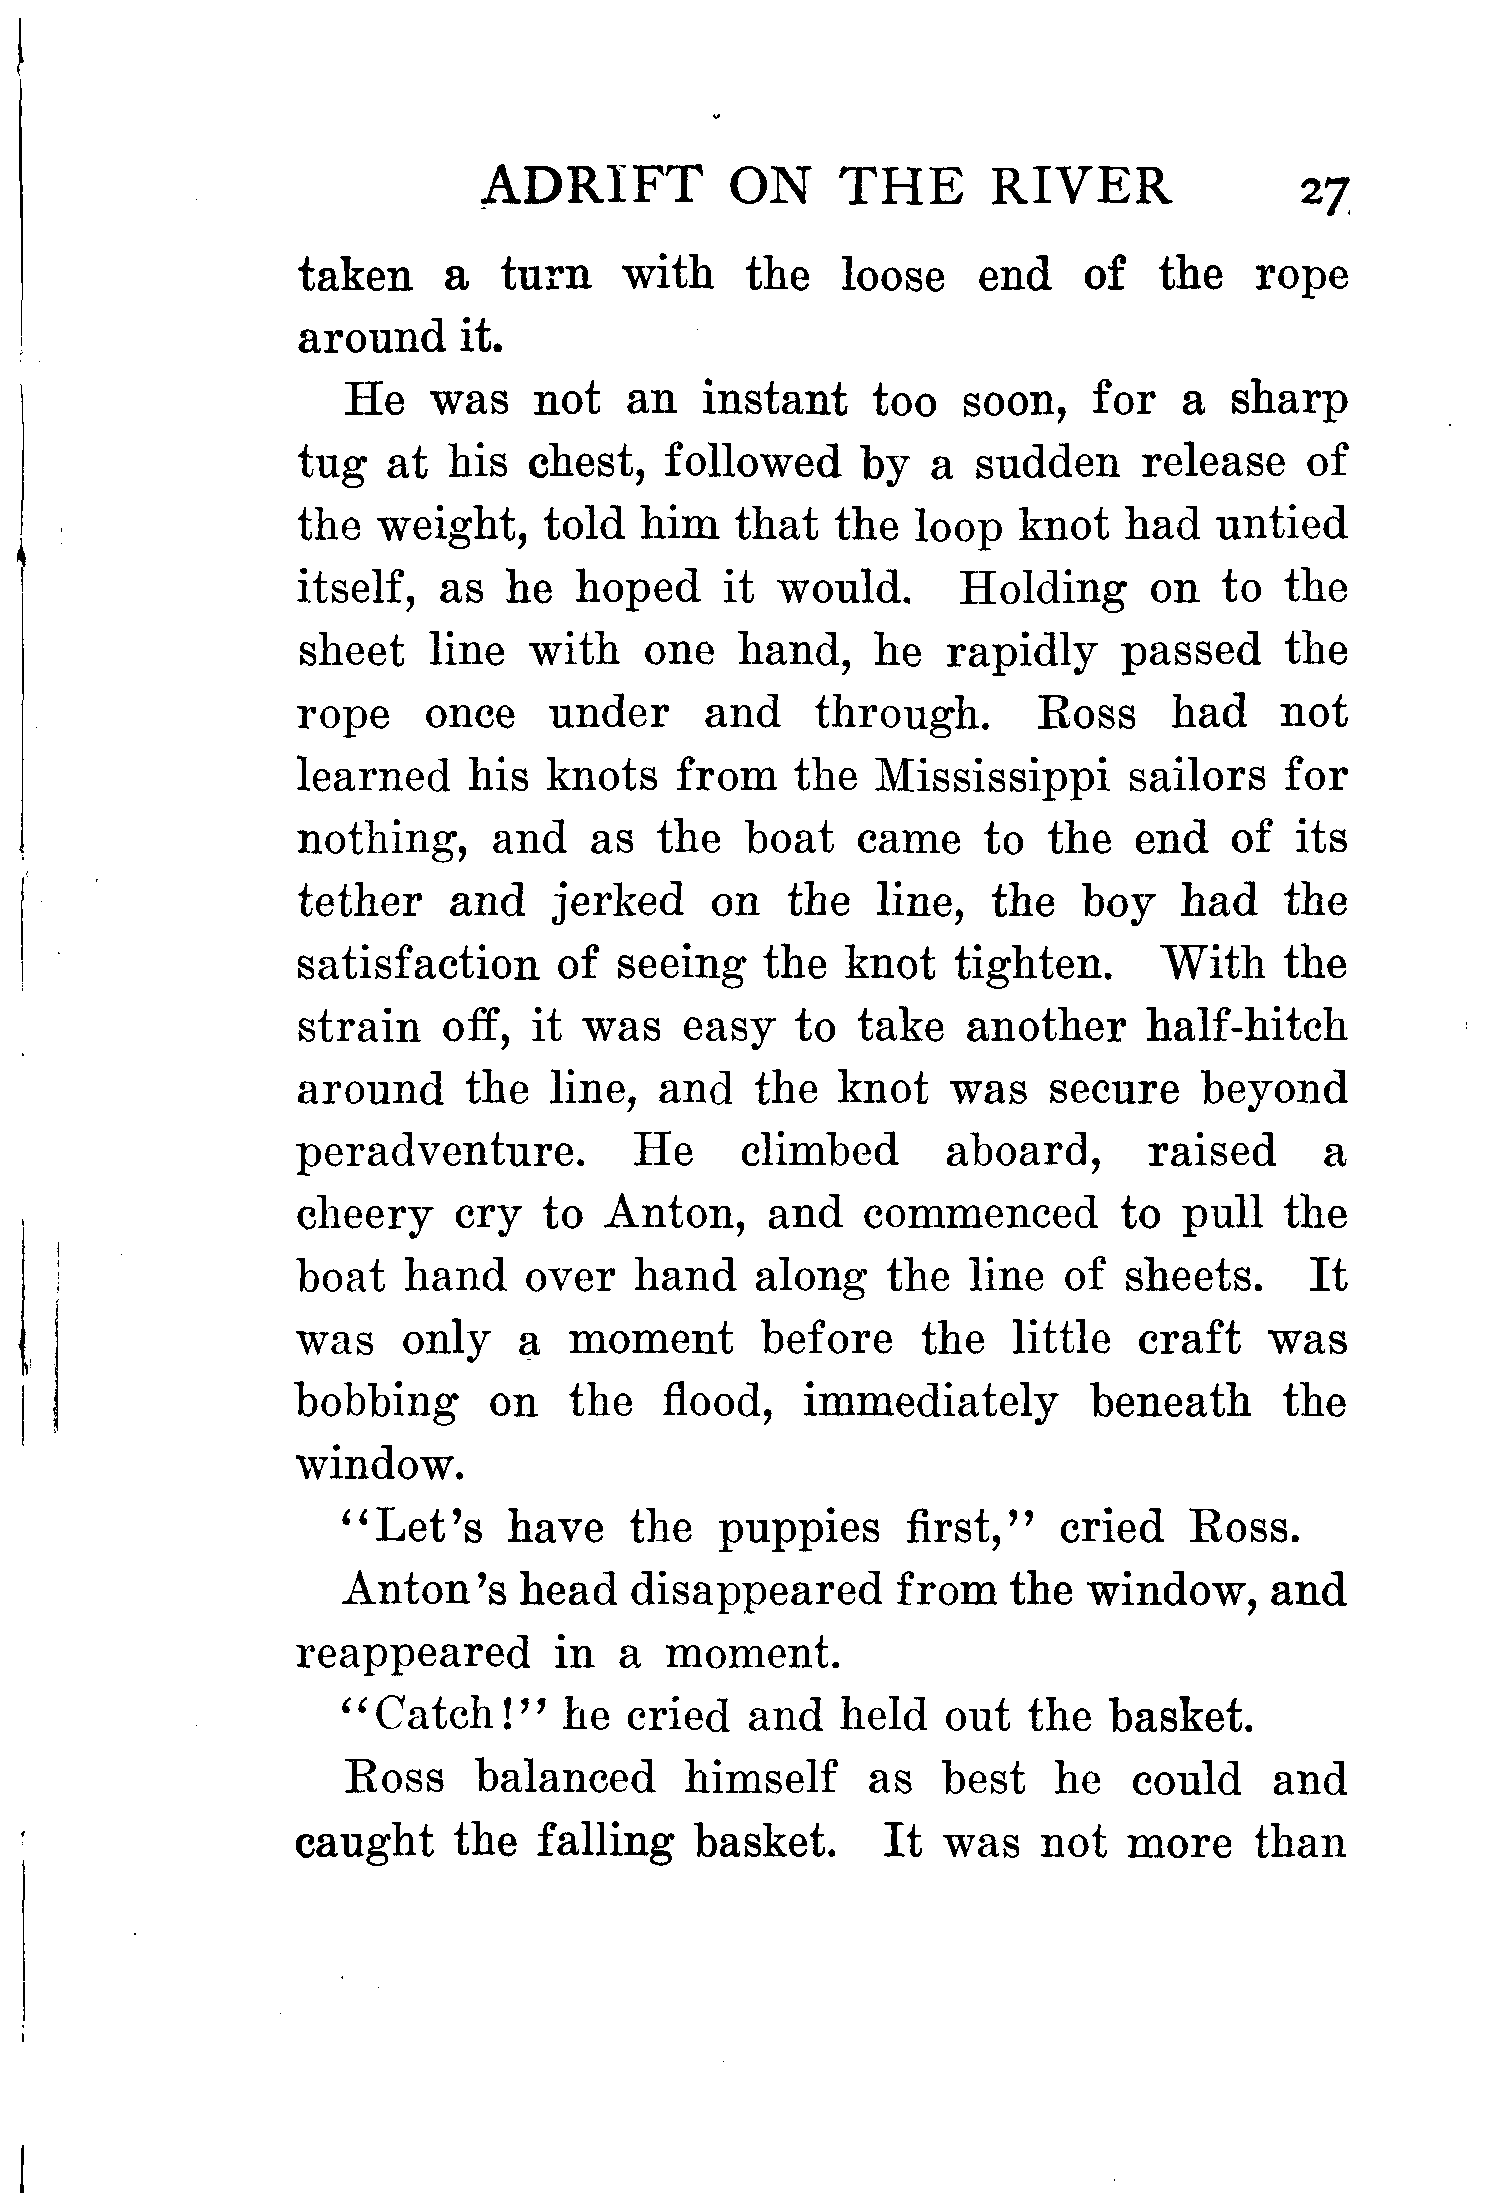 ADRIFT ON THE RIVER 27
taken a turn with the loose end of the rope
around it.
He was not an instant too soon, for a sharp
tug at his chest, followed by a sudden release of
the weight, told him that the loop knot had untied
itself, as he hoped it would. Holding on to the
sheet line with one hand, he rapidly passed the
rope once under and through. Ross had not
learned his knots from the Mississippi sailors for
nothing, and as the boat came to the end of its
tether and jerked on the line, the boy had the
satisfaction of seeing the knot tighten. With the
strain off, it was easy to take another half-hitch
around the line, and the knot was secure beyond
peradventure. He climbed aboard, raised a
cheery cry to Anton, and commenced to pull the
boat hand over hand along the line of sheets. It
was only a moment before the little craft was
bobbing on the flood, immediately beneath the
window.
“Let’s have the puppies first,” cried Ross.
Anton’s head disappeared from the window, and
reappeared in a moment.
“Catch!” he cried and held out the basket.
Ross balanced himself as best he could and
caught the falling basket. It was not more than